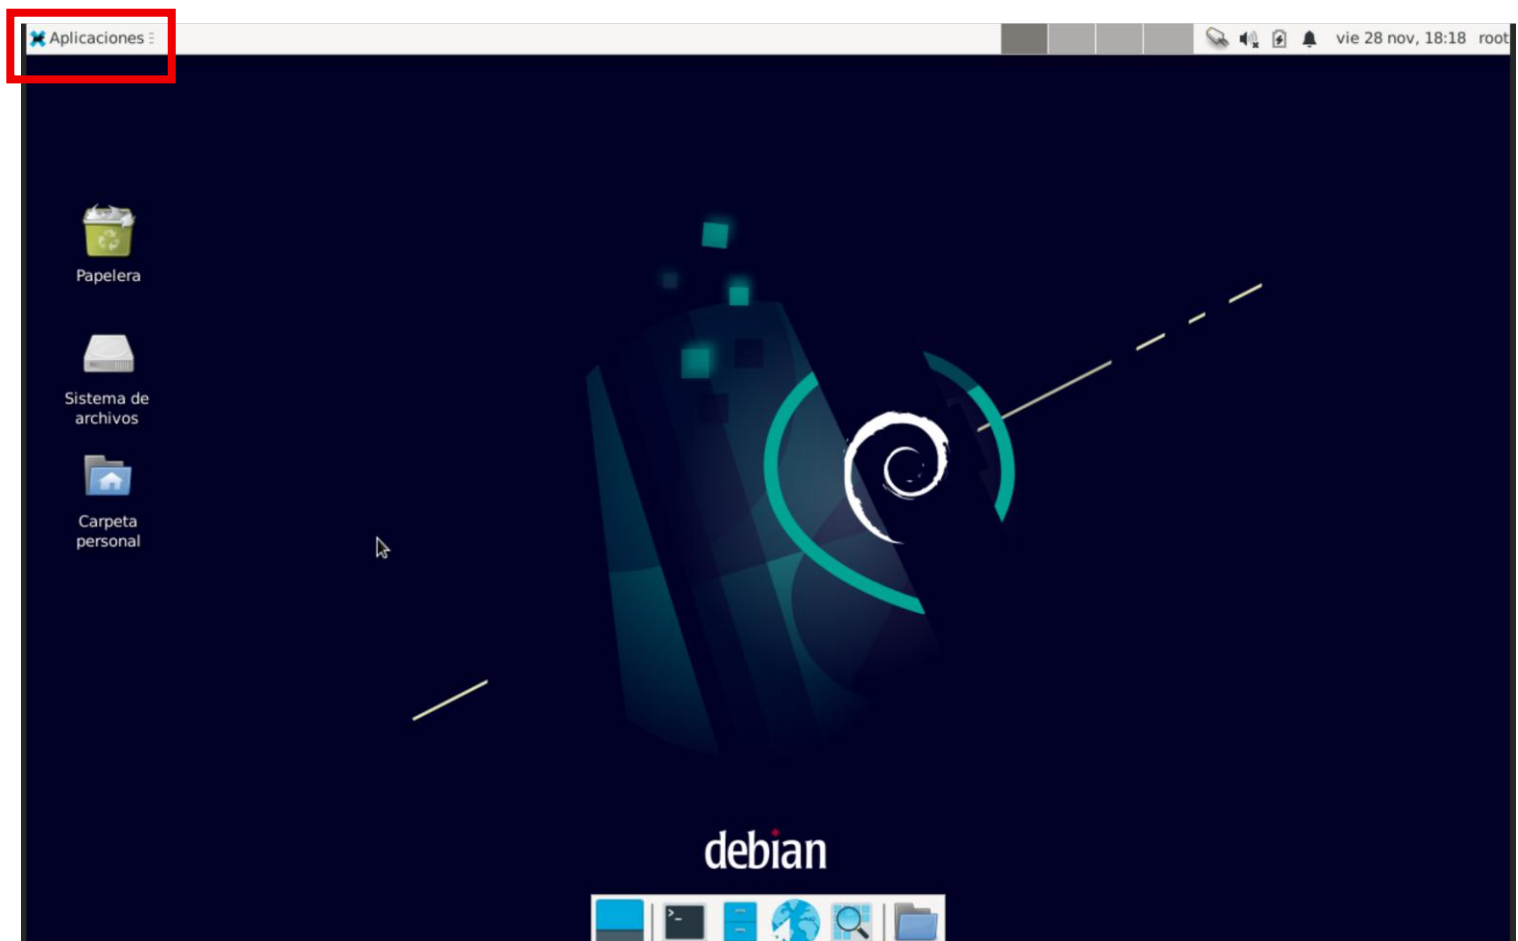 Aplicaciones
vie 28 nov, 18:18 root
Papelera
Sistema de
archivos
Carpeta
personal
debian
>_